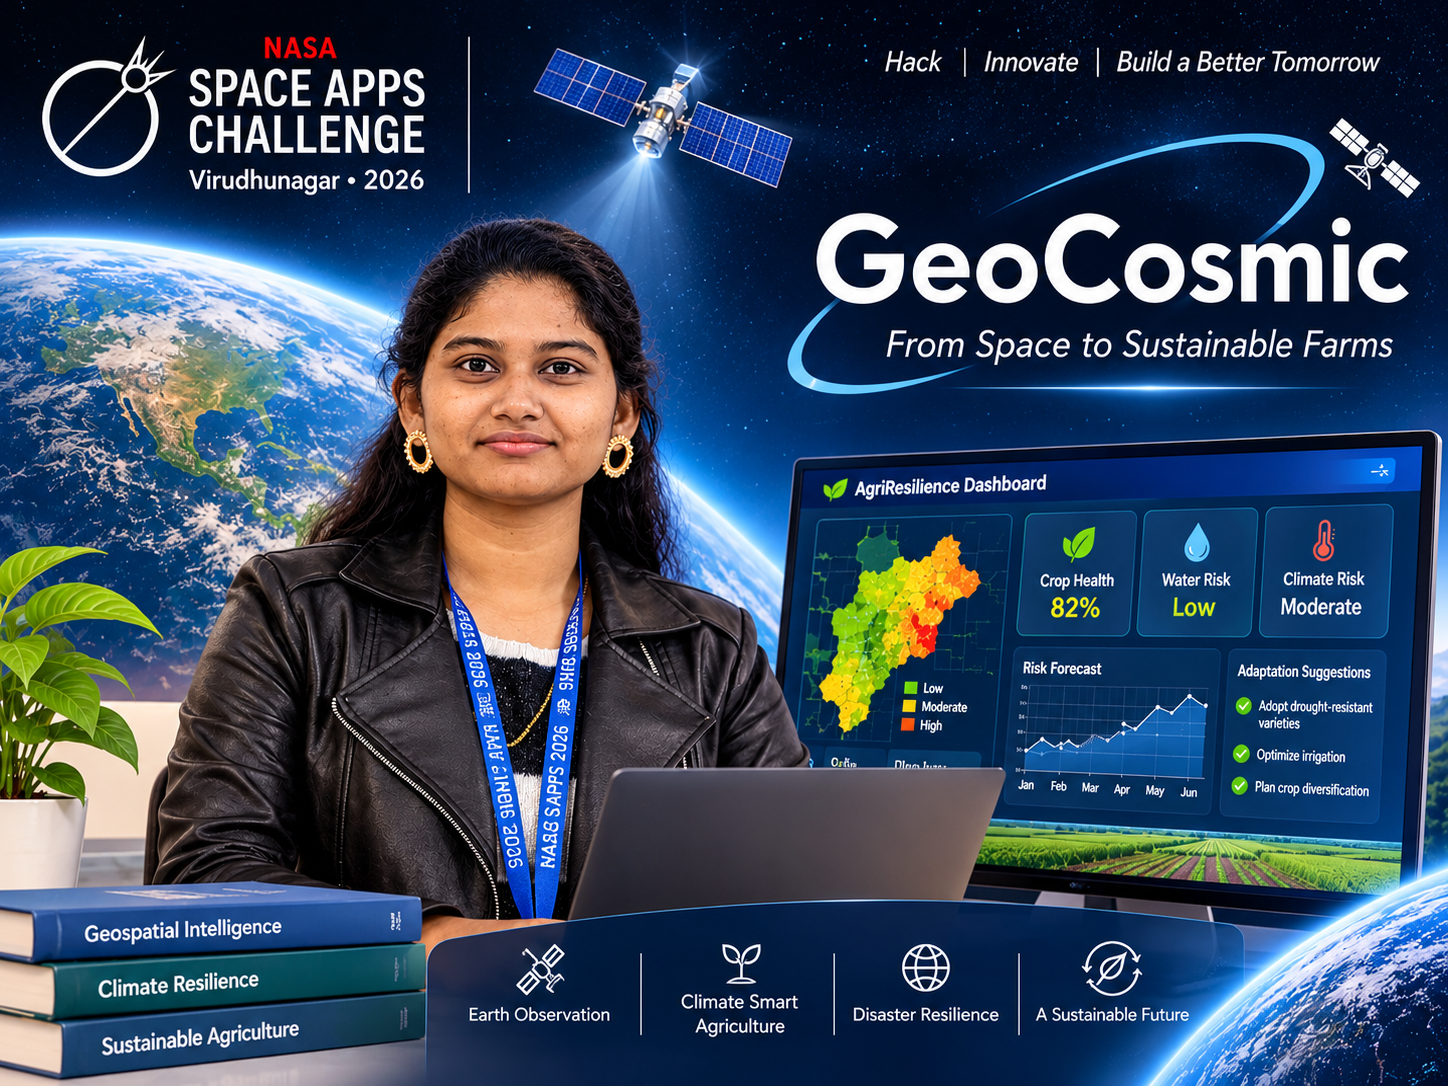 NASA
SPACE APPS
CHALLENGE
Virudhunagar • 2026
Hack | Innovate | Build a Better Tomorrow
GeoCosmic
From Space to Sustainable Farms
AgriResilience Dashboard
Crop Health
82%
Water Risk
Low
Climate Risk
Moderate
Low
Moderate
High
Risk Forecast
Jan Feb Mar Apr May Jun
Adaptation Suggestions
Adopt drought-resistant
varieties
Optimize irrigation
Plan crop diversification
2026
SAPPS 2026
Geospatial Intelligence
Climate Resilience
Sustainable Agriculture
Earth Observation
Climate Smart
Agriculture
Disaster Resilience
A Sustainable Future